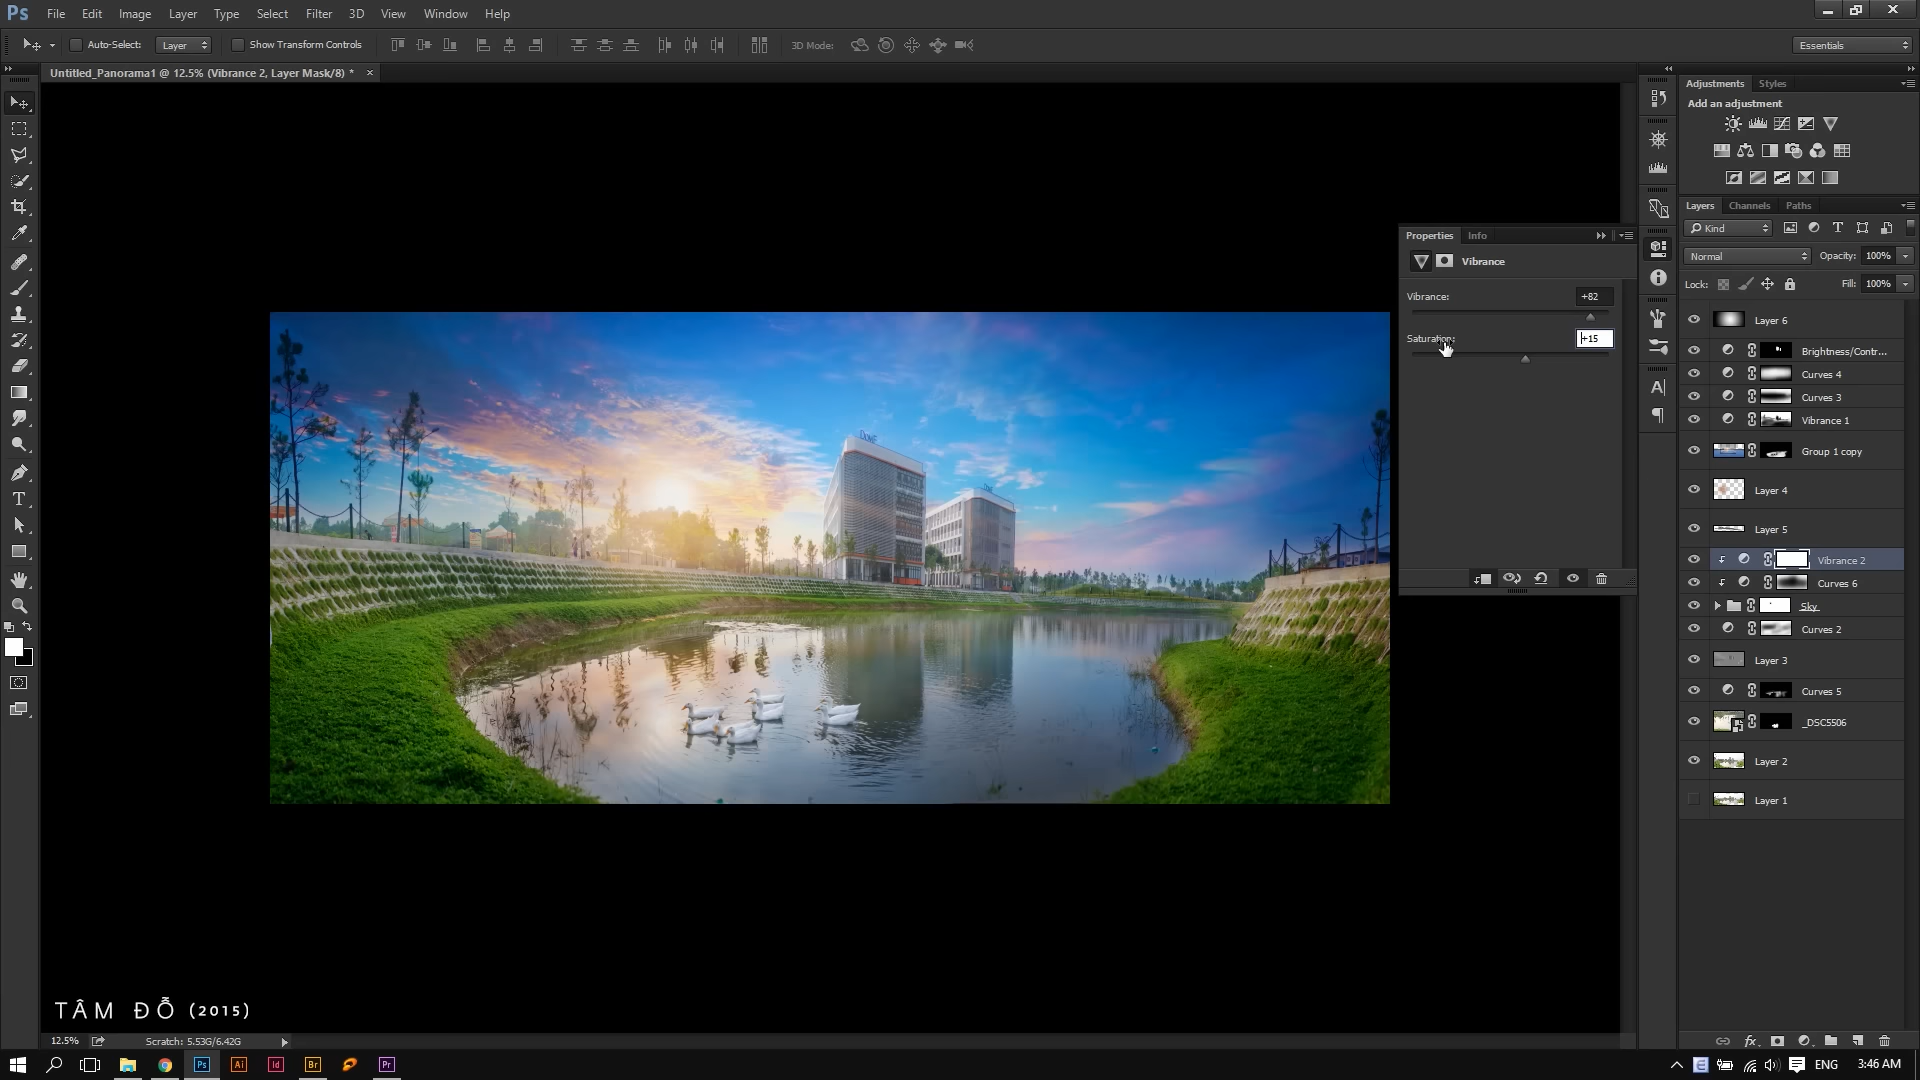 Ps File Edit Image Layer Type Select Filter 3D View Window Help
Auto-Select: Layer Show Transform Controls 3D Mode: Essentials
Untitled_Panorama1 @ 12.5% (Vibrance 2, Layer Mask/8) * ×
Adjustments Styles
Add an adjustment
Layers Channels Paths
Kind
Normal Opacity: 100%
Lock: Fill: 100%
Properties Info
Vibrance
Vibrance: +82
Saturation: +15
Layer 6
Brightness/Contr...
Curves 4
Curves 3
Vibrance 1
Group 1 copy
Layer 4
Layer 5
Vibrance 2
Curves 6
Sky
Curves 2
Layer 3
Curves 5
_DSC5506
Layer 2
Layer 1
TÂM ĐỖ (2015)
12.5% Scratch: 5.53G/6.42G
Ps Ai Id Br Pr ENG 3:46 AM